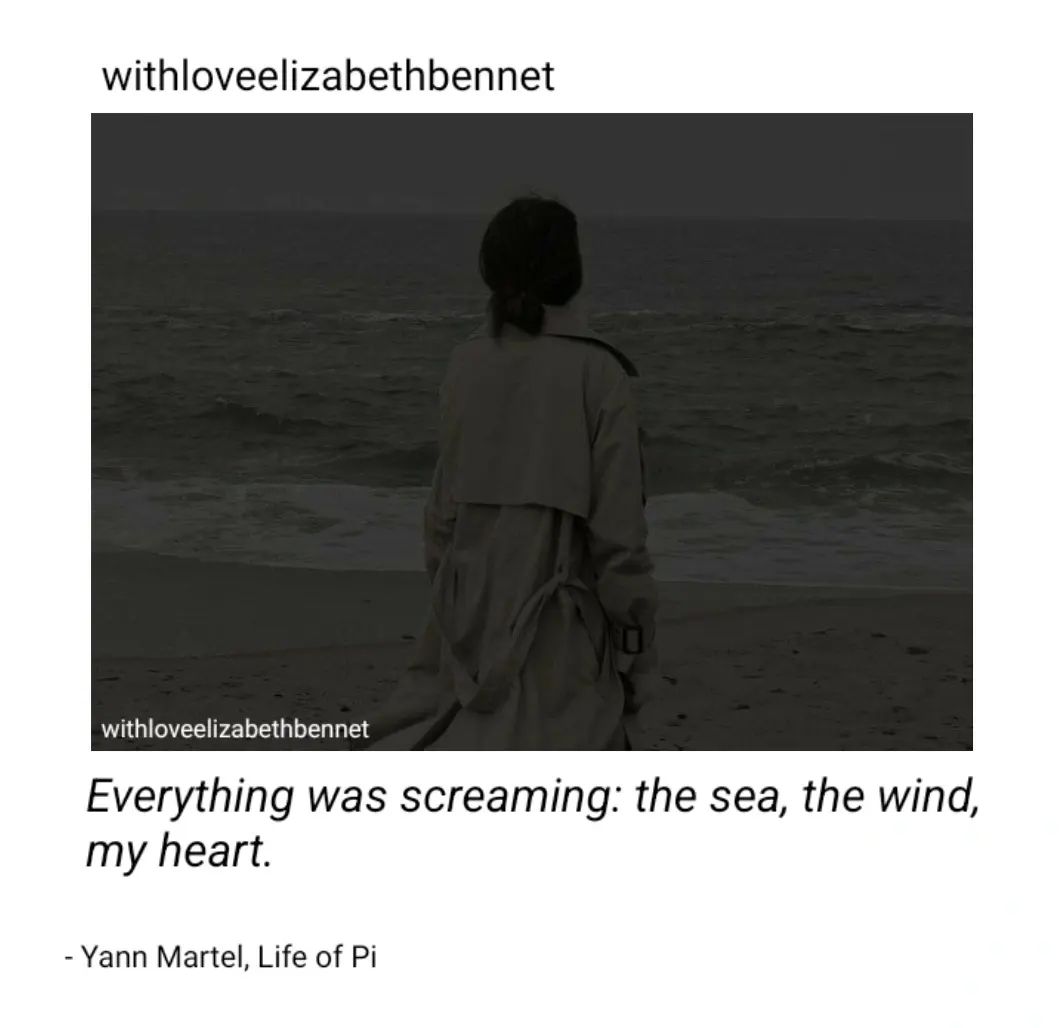 withloveelizabethbennet
withloveelizabethbennet
Everything was screaming: the sea, the wind,
my heart.
- Yann Martel, Life of Pi